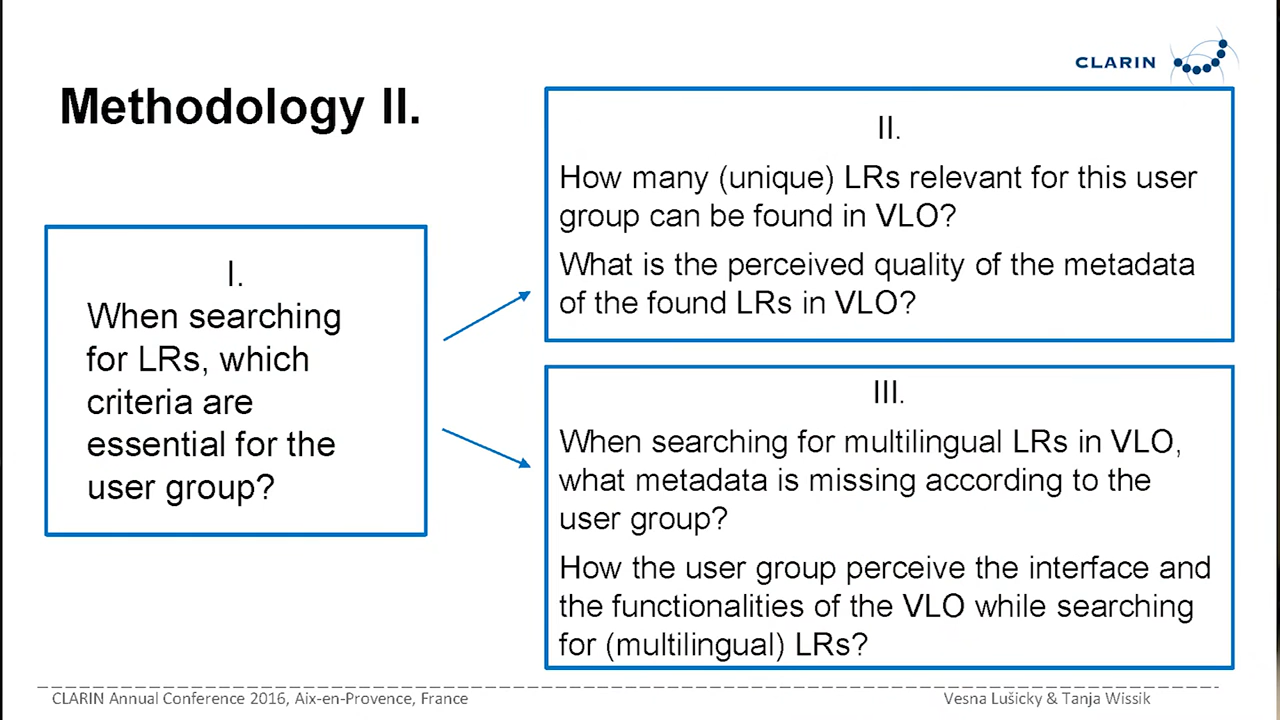 CLARIN
Methodology II.
I.
When searching
for LRs, which
criteria are
essential for the
user group?
II.
How many (unique) LRs relevant for this user
group can be found in VLO?
What is the perceived quality of the metadata
of the found LRs in VLO?
III.
When searching for multilingual LRs in VLO,
what metadata is missing according to the
user group?
How the user group perceive the interface and
the functionalities of the VLO while searching
for (multilingual) LRs?
CLARIN Annual Conference 2016, Aix-en-Provence, France
Vesna Lušicky & Tanja Wissik